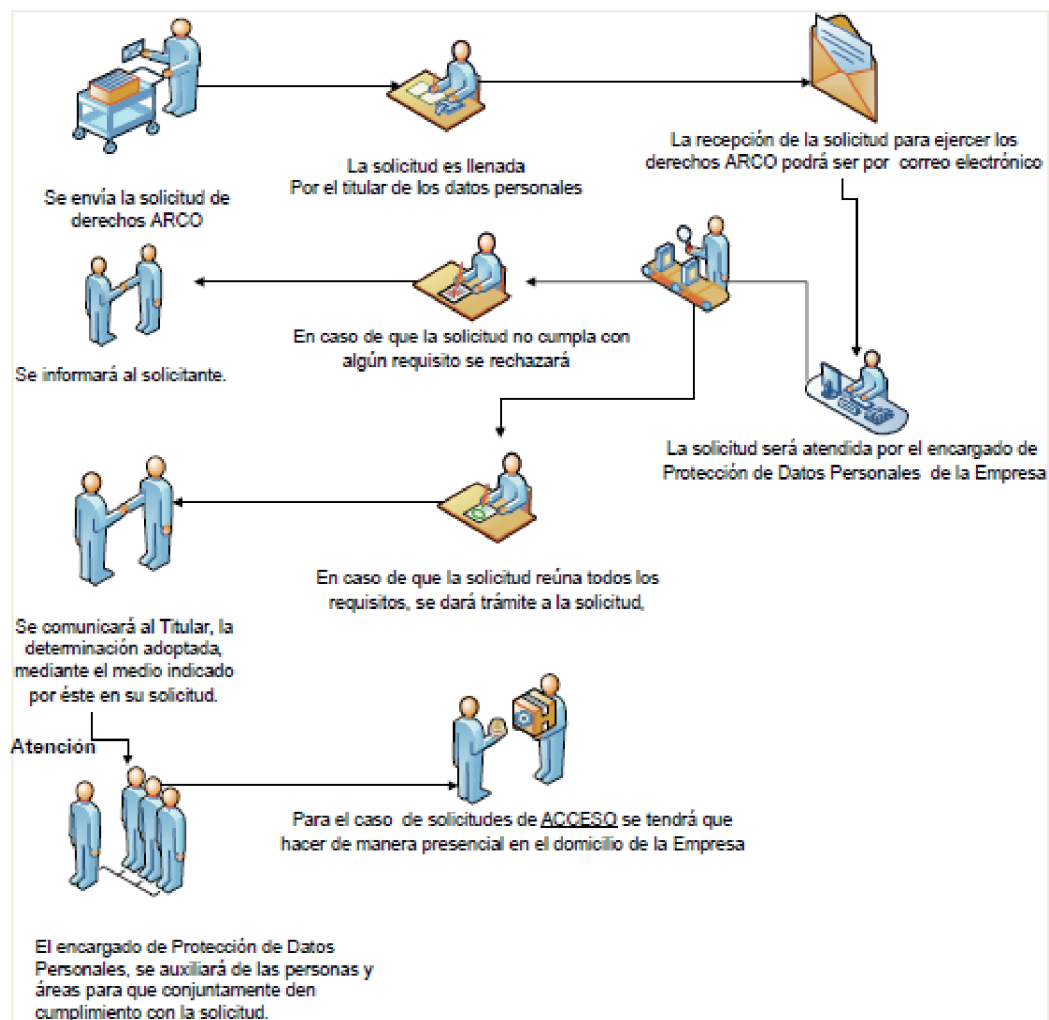 Se envía la solicitud de
derechos ARCO
La solicitud es llenada
Por el titular de los datos personales
La recepción de la solicitud para ejercer los
derechos ARCO podrá ser por correo electrónico
Se informará al solicitante.
En caso de que la solicitud no cumpla con
algún requisito se rechazará
La solicitud será atendida por el encargado de
Protección de Datos Personales de la Empresa
En caso de que la solicitud reúna todos los
requisitos, se dará trámite a la solicitud,
Se comunicará al Titular, la
determinación adoptada,
mediante el medio indicado
por éste en su solicitud.
Atención
Para el caso de solicitudes de ACCESO se tendrá que
hacer de manera presencial en el domicilio de la Empresa
El encargado de Protección de Datos
Personales, se auxiliará de las personas y
áreas para que conjuntamente den
cumplimiento con la solicitud.